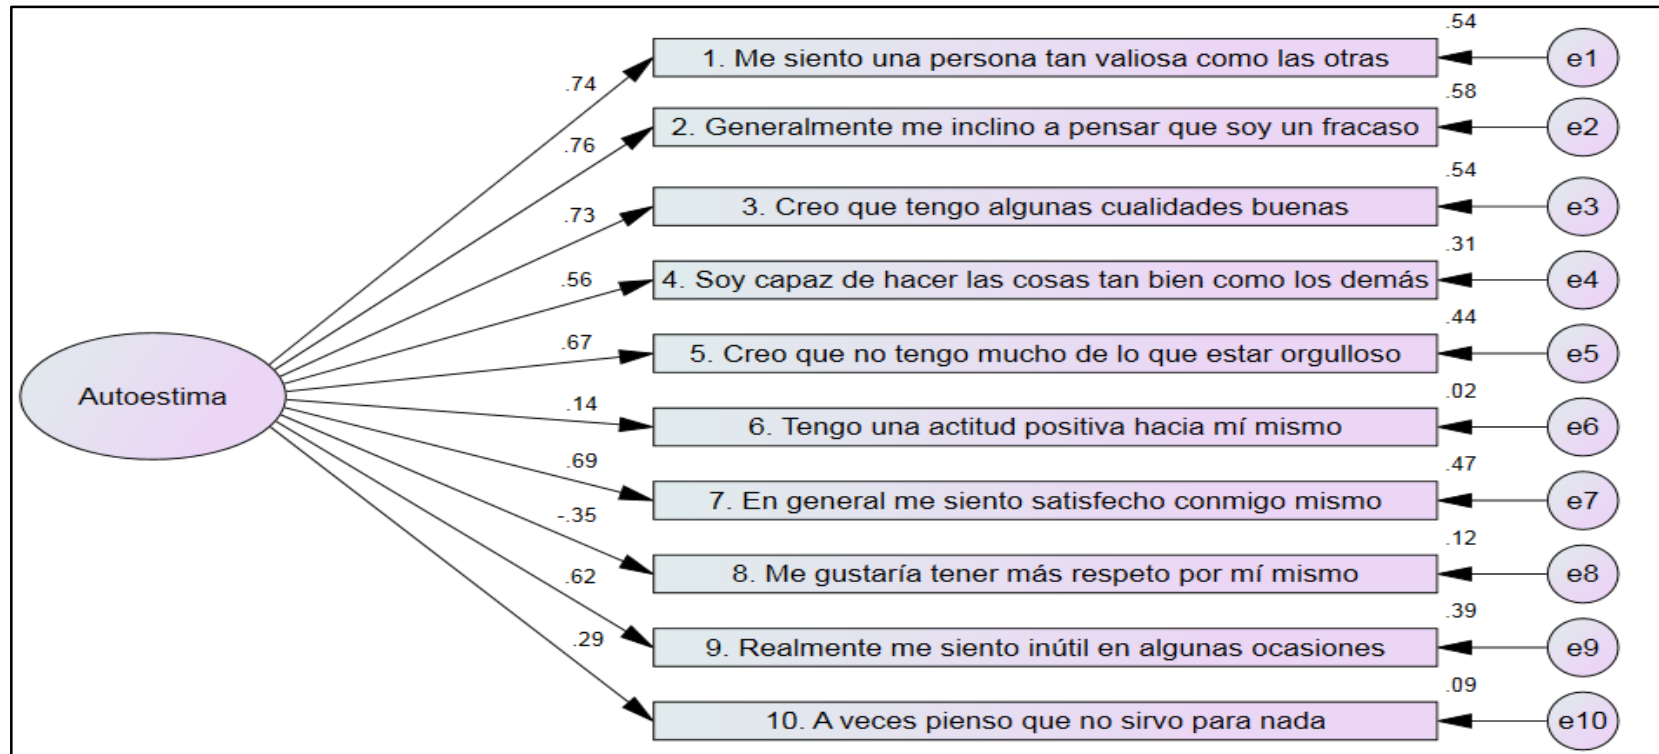 .54
1. Me siento una persona tan valiosa como las otras
e1
.74
.58
2. Generalmente me inclino a pensar que soy un fracaso
e2
.76
.54
3. Creo que tengo algunas cualidades buenas
e3
.73
.31
4. Soy capaz de hacer las cosas tan bien como los demás
e4
.56
.44
5. Creo que no tengo mucho de lo que estar orgulloso
e5
.67
Autoestima
.02
6. Tengo una actitud positiva hacia mí mismo
e6
.14
.47
7. En general me siento satisfecho conmigo mismo
e7
.69
.12
8. Me gustaría tener más respeto por mí mismo
e8
-.35
.39
9. Realmente me siento inútil en algunas ocasiones
e9
.62
.09
10. A veces pienso que no sirvo para nada
e10
.29